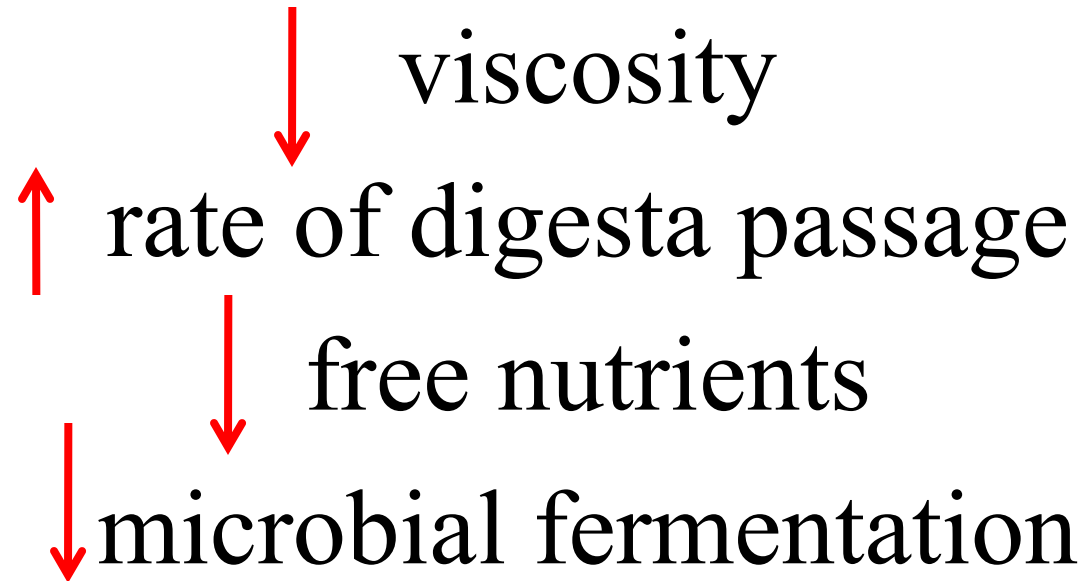 viscosity
rate of digesta passage
free nutrients
microbial fermentation